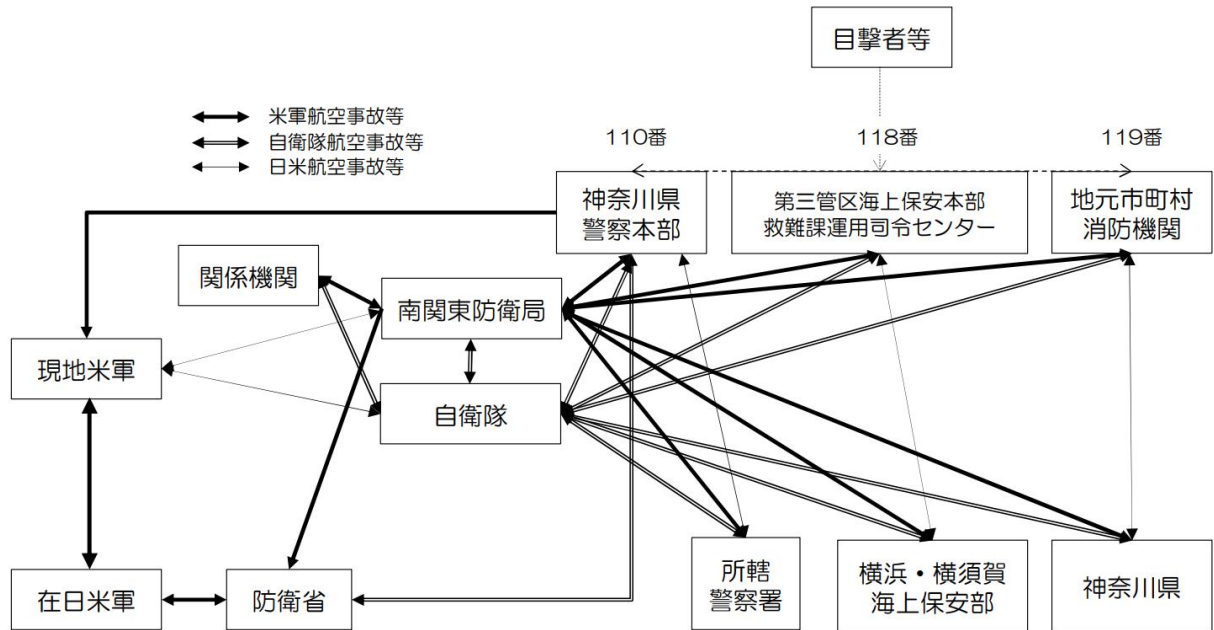 目撃者等
米軍航空事故等
自衛隊航空事故等
日米航空事故等
110番
118番
119番
神奈川県
警察本部
第三管区海上保安本部
救難課運用司令センター
地元市町村
消防機関
関係機関
南関東防衛局
現地米軍
自衛隊
在日米軍
防衛省
所轄
警察署
横浜・横須賀
海上保安部
神奈川県